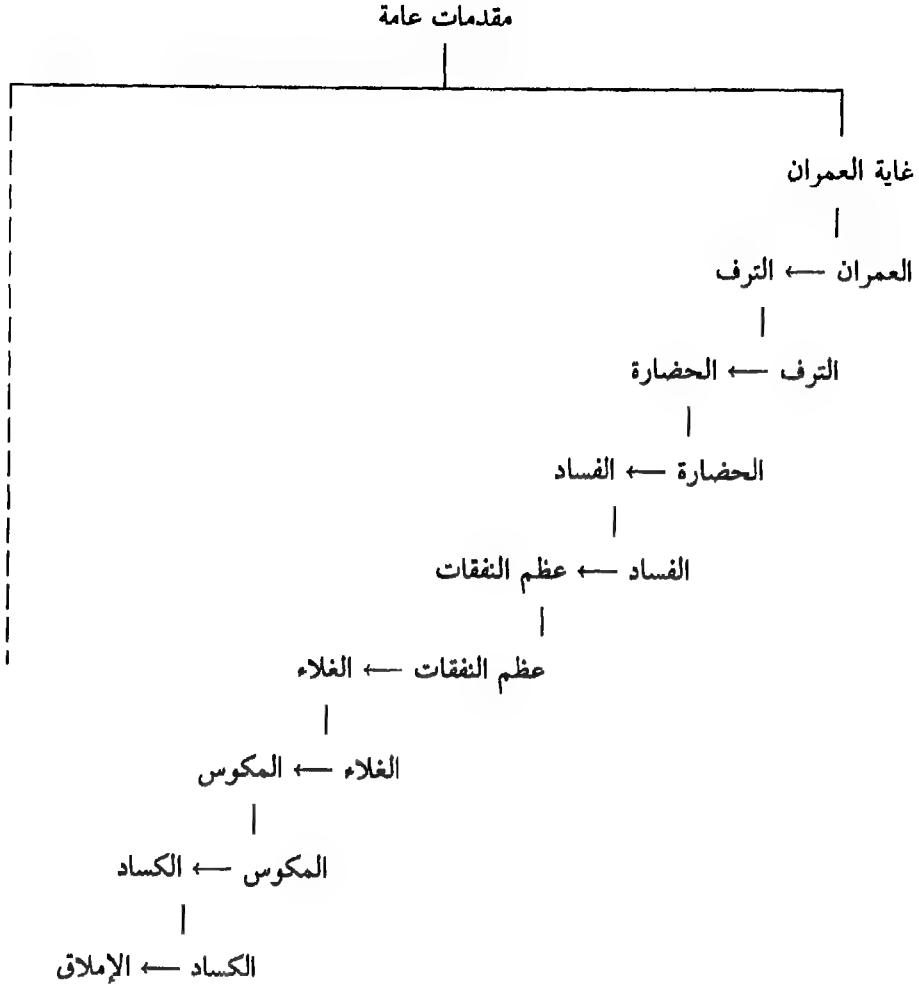 مقدمات عامة
غاية العمران
العمران ← الترف
الترف ← الحضارة
الحضارة ← الفساد
الفساد ← عظم النفقات
عظم النفقات ← الغلاء
الغلاء ← المكوس
المكوس ← الكساد
الكساد ← الإملاق